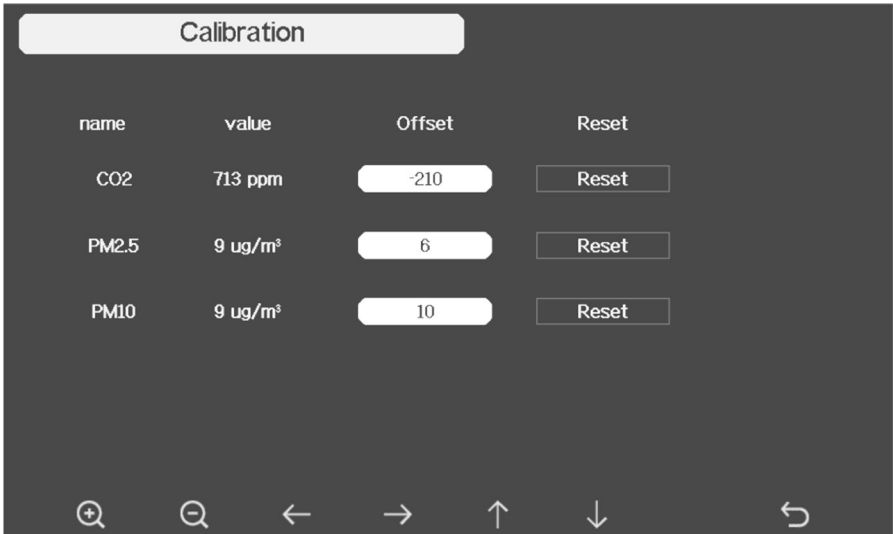 Calibration
name value Offset Reset
CO2 713 ppm -210 Reset
PM2.5 9 ug/m³ 6 Reset
PM10 9 ug/m³ 10 Reset